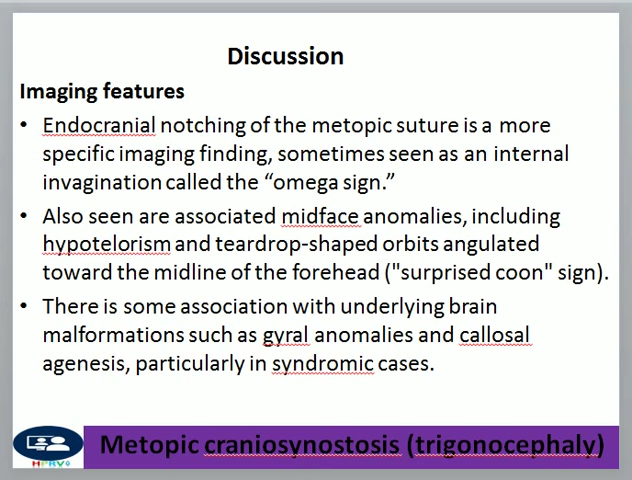 Discussion
Imaging features
• Endocranial notching of the metopic suture is a more
specific imaging finding, sometimes seen as an internal
invagination called the “omega sign.”
• Also seen are associated midface anomalies, including
hypotelorism and teardrop-shaped orbits angulated
toward the midline of the forehead ("surprised coon" sign).
• There is some association with underlying brain
malformations such as gyral anomalies and callosal
agenesis, particularly in syndromic cases.
Metopic craniosynostosis (trigonocephaly)